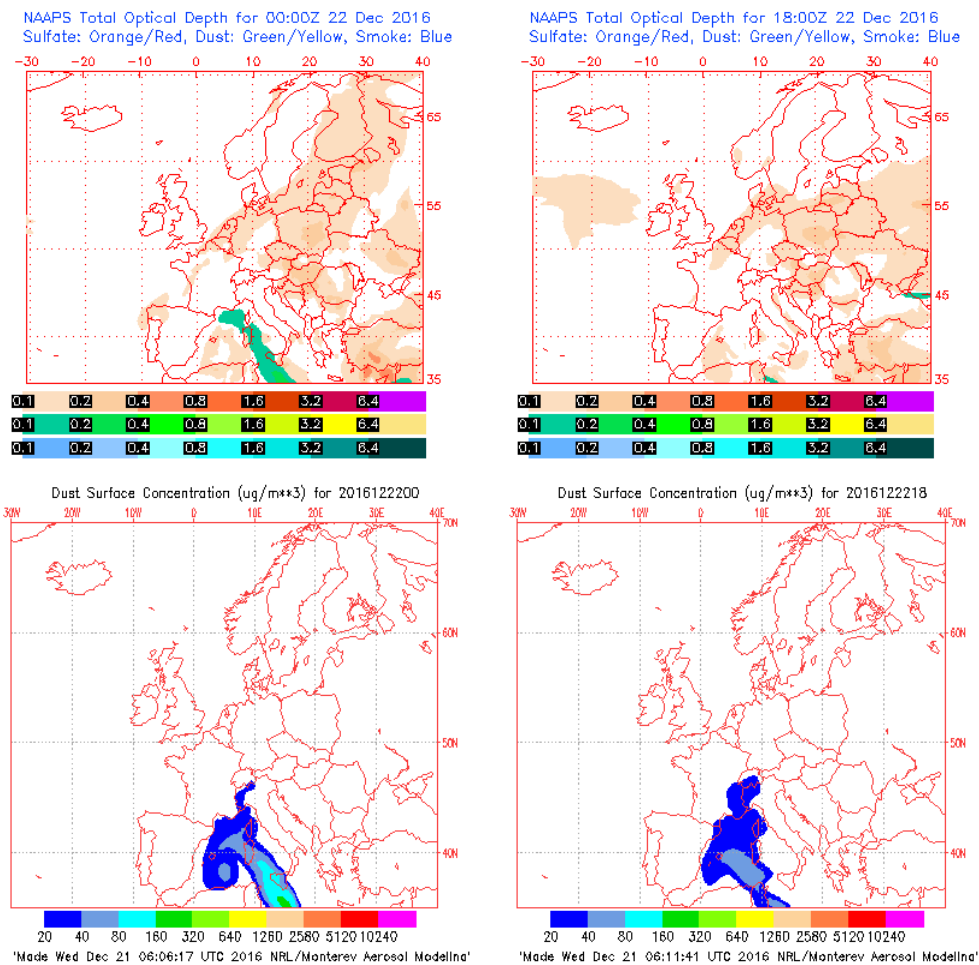 NAAPS Total Optical Depth for 00:00Z 22 Dec 2016
Sulfate: Orange/Red, Dust: Green/Yellow, Smoke: Blue
-30 -20 -10 0 10 20 30 40
65
55
45
35
0.1 0.2 0.4 0.8 1.6 3.2 6.4
0.1 0.2 0.4 0.8 1.6 3.2 6.4
0.1 0.2 0.4 0.8 1.6 3.2 6.4
NAAPS Total Optical Depth for 18:00Z 22 Dec 2016
Sulfate: Orange/Red, Dust: Green/Yellow, Smoke: Blue
-30 -20 -10 0 10 20 30 40
65
55
45
35
0.1 0.2 0.4 0.8 1.6 3.2 6.4
0.1 0.2 0.4 0.8 1.6 3.2 6.4
0.1 0.2 0.4 0.8 1.6 3.2 6.4
Dust Surface Concentration (ug/m**3) for 2016122200
30W 20W 10W 0 10E 20E 30E 40E
70N
60N
50N
40N
20 40 80 160 320 640 1260 2580 5120 10240
'Made Wed Dec 21 06:06:17 UTC 2016 NRL/Monterey Aerosol Modeling'
Dust Surface Concentration (ug/m**3) for 2016122218
30W 20W 10W 0 10E 20E 30E 40E
70N
60N
50N
40N
20 40 80 160 320 640 1260 2580 5120 10240
'Made Wed Dec 21 06:11:41 UTC 2016 NRL/Monterey Aerosol Modeling'